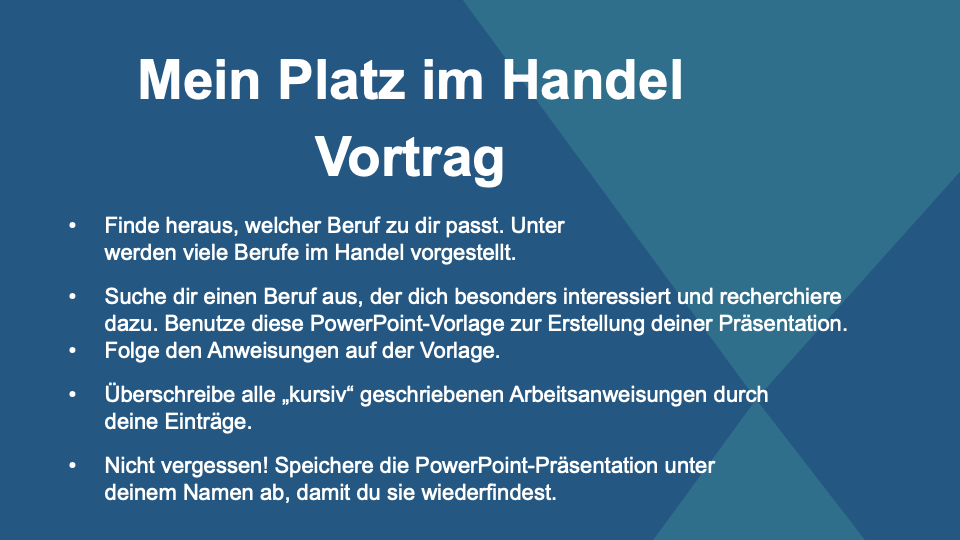 Mein Platz im Handel
Vortrag
• Finde heraus, welcher Beruf zu dir passt. Unter
werden viele Berufe im Handel vorgestellt.
• Suche dir einen Beruf aus, der dich besonders interessiert und recherchiere
dazu. Benutze diese PowerPoint-Vorlage zur Erstellung deiner Präsentation.
• Folge den Anweisungen auf der Vorlage.
• Überschreibe alle „kursiv“ geschriebenen Arbeitsanweisungen durch
deine Einträge.
• Nicht vergessen! Speichere die PowerPoint-Präsentation unter
deinem Namen ab, damit du sie wiederfindest.